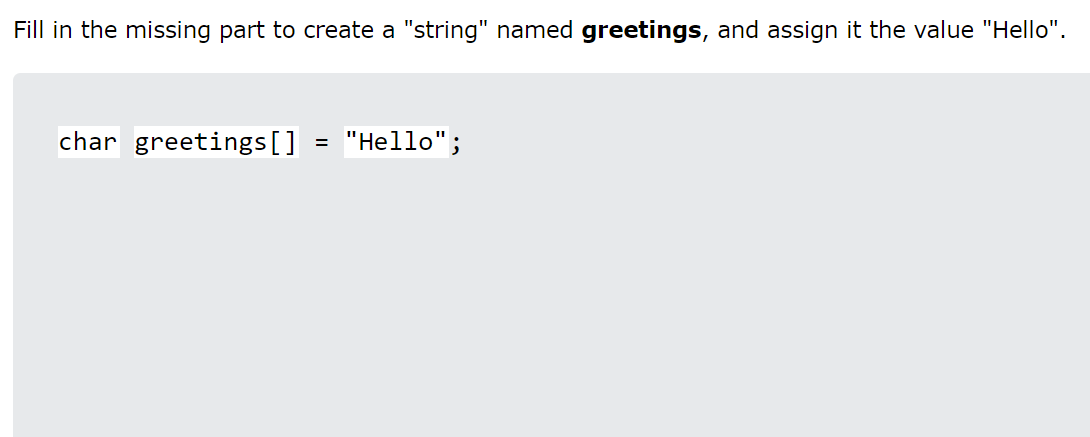 Fill in the missing part to create a "string" named greetings, and assign it the value "Hello".
char greetings[] = "Hello";